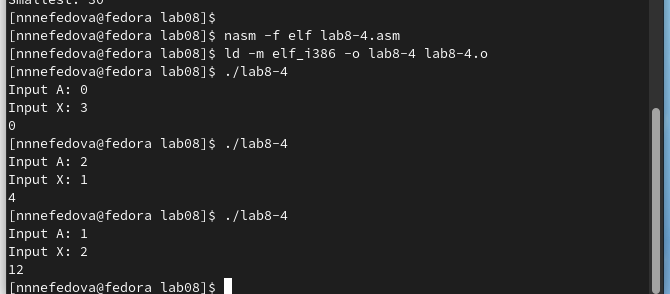 Smallest: 30
[nnnefedova@fedora lab08]$
[nnnefedova@fedora lab08]$ nasm -f elf lab8-4.asm
[nnnefedova@fedora lab08]$ ld -m elf_i386 -o lab8-4 lab8-4.o
[nnnefedova@fedora lab08]$ ./lab8-4
Input A: 0
Input X: 3
0
[nnnefedova@fedora lab08]$ ./lab8-4
Input A: 2
Input X: 1
4
[nnnefedova@fedora lab08]$ ./lab8-4
Input A: 1
Input X: 2
12
[nnnefedova@fedora lab08]$